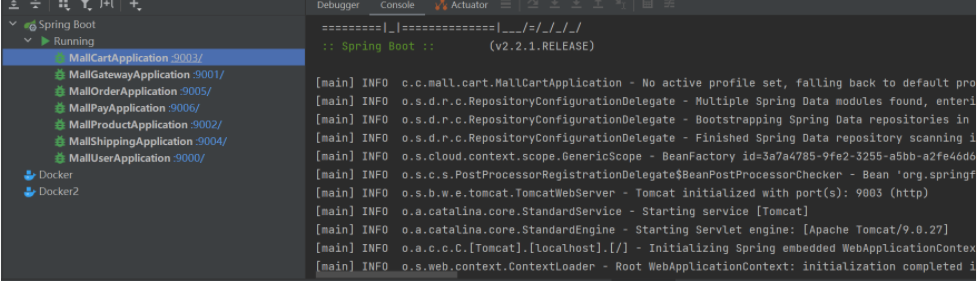 Debugger Console Actuator
Spring Boot
Running
MallCartApplication :9003/
MallGatewayApplication :9001/
MallOrderApplication :9005/
MallPayApplication :9006/
MallProductApplication :9002/
MallShippingApplication :9004/
MallUserApplication :9000/
Docker
Docker2
=========|_|==============|___/=/_/_/_/
:: Spring Boot :: (v2.2.1.RELEASE)
[main] INFO c.c.mall.cart.MallCartApplication - No active profile set, falling back to default pro
[main] INFO o.s.d.r.c.RepositoryConfigurationDelegate - Multiple Spring Data modules found, enteri
[main] INFO o.s.d.r.c.RepositoryConfigurationDelegate - Bootstrapping Spring Data repositories in
[main] INFO o.s.d.r.c.RepositoryConfigurationDelegate - Finished Spring Data repository scanning i
[main] INFO o.s.cloud.context.scope.GenericScope - BeanFactory id=3a7a4785-9fe2-3255-a5bb-a2fe46d6
[main] INFO o.s.c.s.PostProcessorRegistrationDelegate$BeanPostProcessorChecker - Bean 'org.springf
[main] INFO o.s.b.w.e.tomcat.TomcatWebServer - Tomcat initialized with port(s): 9003 (http)
[main] INFO o.a.catalina.core.StandardService - Starting service [Tomcat]
[main] INFO o.a.catalina.core.StandardEngine - Starting Servlet engine: [Apache Tomcat/9.0.27]
[main] INFO o.a.c.c.C.[Tomcat].[localhost].[/] - Initializing Spring embedded WebApplicationContex
[main] INFO o.s.web.context.ContextLoader - Root WebApplicationContext: initialization completed i